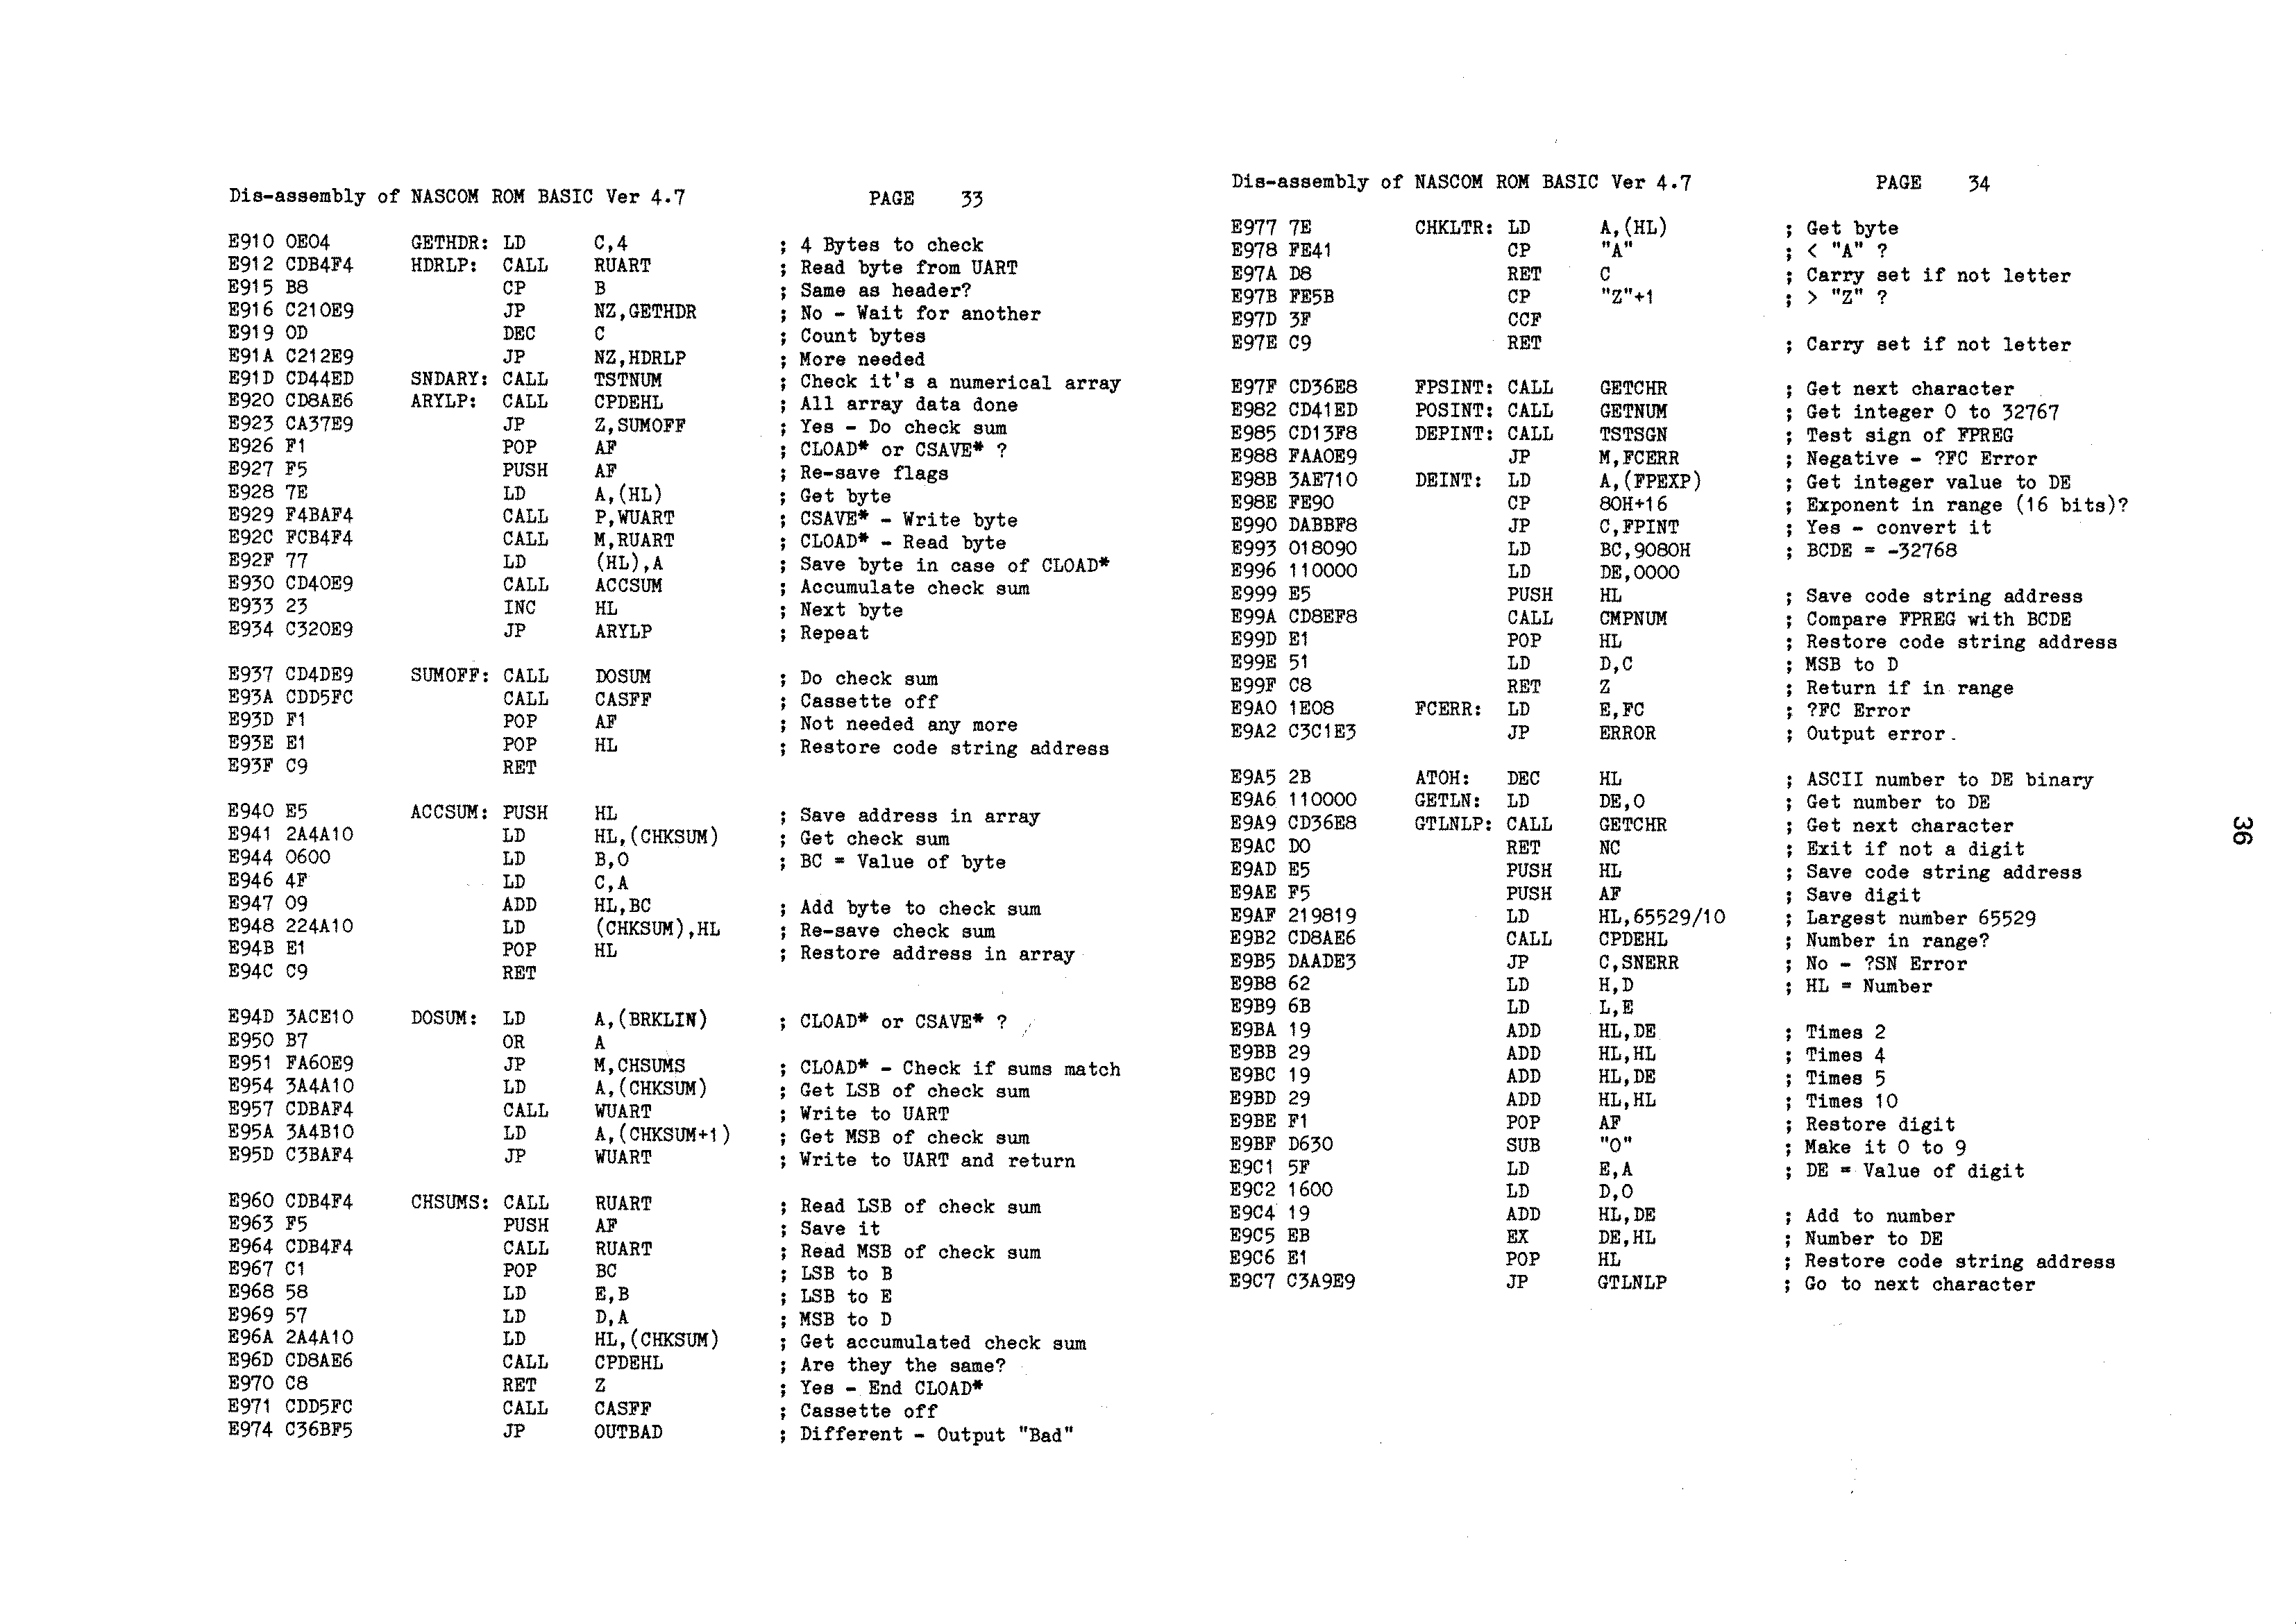 Dis-assembly of NASCOM ROM BASIC Ver 4.7 PAGE 33
E910 0E04 GETHDR: LD C,4 ; 4 Bytes to check
E912 CDB4F4 HDRLP: CALL RUART ; Read byte from UART
E915 B8 CP B ; Same as header?
E916 C210E9 JP NZ,GETHDR ; No - Wait for another
E919 0D DEC C ; Count bytes
E91A C212E9 JP NZ,HDRLP ; More needed
E91D CD44ED SNDARY: CALL TSTNUM ; Check it's a numerical array
E920 CD8AE6 ARYLP: CALL CPDEHL ; All array data done
E923 CA37E9 JP Z,SUMOFF ; Yes - Do check sum
E926 F1 POP AF ; CLOAD* or CSAVE* ?
E927 F5 PUSH AF ; Re-save flags
E928 7E LD A,(HL) ; Get byte
E929 F4BAF4 CALL P,WUART ; CSAVE* - Write byte
E92C FCB4F4 CALL M,RUART ; CLOAD* - Read byte
E92F 77 LD (HL),A ; Save byte in case of CLOAD*
E930 CD40E9 CALL ACCSUM ; Accumulate check sum
E933 23 INC HL ; Next byte
E934 C320E9 JP ARYLP ; Repeat
E937 CD4DE9 SUMOFF: CALL DOSUM ; Do check sum
E93A CDD5FC CALL CASFF ; Cassette off
E93D F1 POP AF ; Not needed any more
E93E E1 POP HL ; Restore code string address
E93F C9 RET
E940 E5 ACCSUM: PUSH HL ; Save address in array
E941 2A4A10 LD HL,(CHKSUM) ; Get check sum
E944 0600 LD B,0 ; BC = Value of byte
E946 4F LD C,A
E947 09 ADD HL,BC ; Add byte to check sum
E948 224A10 LD (CHKSUM),HL ; Re-save check sum
E94B E1 POP HL ; Restore address in array
E94C C9 RET
E94D 3ACE10 DOSUM: LD A,(BRKLIN) ; CLOAD* or CSAVE* ?
E950 B7 OR A
E951 FA60E9 JP M,CHSUMS ; CLOAD* - Check if sums match
E954 3A4A10 LD A,(CHKSUM) ; Get LSB of check sum
E957 CDBAF4 CALL WUART ; Write to UART
E95A 3A4B10 LD A,(CHKSUM+1) ; Get MSB of check sum
E95D C3BAF4 JP WUART ; Write to UART and return
E960 CDB4F4 CHSUMS: CALL RUART ; Read LSB of check sum
E963 F5 PUSH AF ; Save it
E964 CDB4F4 CALL RUART ; Read MSB of check sum
E967 C1 POP BC ; LSB to B
E968 58 LD E,B ; LSB to E
E969 57 LD D,A ; MSB to D
E96A 2A4A10 LD HL,(CHKSUM) ; Get accumulated check sum
E96D CD8AE6 CALL CPDEHL ; Are they the same?
E970 C8 RET Z ; Yes - End CLOAD*
E971 CDD5FC CALL CASFF ; Cassette off
E974 C36BF5 JP OUTBAD ; Different - Output "Bad"
Dis-assembly of NASCOM ROM BASIC Ver 4.7 PAGE 34
E977 7E CHKLTR: LD A,(HL) ; Get byte
E978 FE41 CP "A" ; < "A" ?
E97A D8 RET C ; Carry set if not letter
E97B FE5B CP "Z"+1 ; > "Z" ?
E97D 3F CCF
E97E C9 RET ; Carry set if not letter
E97F CD36E8 FPSINT: CALL GETCHR ; Get next character
E982 CD41ED POSINT: CALL GETNUM ; Get integer 0 to 32767
E985 CD13F8 DEPINT: CALL TSTSGN ; Test sign of FPREG
E988 FAA0E9 JP M,FCERR ; Negative - ?FC Error
E98B 3AE710 DEINT: LD A,(FPEXP) ; Get integer value to DE
E98E FE90 CP 80H+16 ; Exponent in range (16 bits)?
E990 DABBF8 JP C,FPINT ; Yes - convert it
E993 018090 LD BC,9080H ; BCDE = -32768
E996 110000 LD DE,0000
E999 E5 PUSH HL ; Save code string address
E99A CD8EF8 CALL CMPNUM ; Compare FPREG with BCDE
E99D E1 POP HL ; Restore code string address
E99E 51 LD D,C ; MSB to D
E99F C8 RET Z ; Return if in range
E9A0 1E08 FCERR: LD E,FC ; ?FC Error
E9A2 C3C1E3 JP ERROR ; Output error.
E9A5 2B ATOH: DEC HL ; ASCII number to DE binary
E9A6 110000 GETLN: LD DE,0 ; Get number to DE
E9A9 CD36E8 GTLNLP: CALL GETCHR ; Get next character
E9AC D0 RET NC ; Exit if not a digit
E9AD E5 PUSH HL ; Save code string address
E9AE F5 PUSH AF ; Save digit
E9AF 219819 LD HL,65529/10 ; Largest number 65529
E9B2 CD8AE6 CALL CPDEHL ; Number in range?
E9B5 DAADE3 JP C,SNERR ; No - ?SN Error
E9B8 62 LD H,D ; HL = Number
E9B9 6B LD L,E
E9BA 19 ADD HL,DE ; Times 2
E9BB 29 ADD HL,HL ; Times 4
E9BC 19 ADD HL,DE ; Times 5
E9BD 29 ADD HL,HL ; Times 10
E9BE F1 POP AF ; Restore digit
E9BF D630 SUB "0" ; Make it 0 to 9
E9C1 5F LD E,A ; DE = Value of digit
E9C2 1600 LD D,0
E9C4 19 ADD HL,DE ; Add to number
E9C5 EB EX DE,HL ; Number to DE
E9C6 E1 POP HL ; Restore code string address
E9C7 C3A9E9 JP GTLNLP ; Go to next character
36